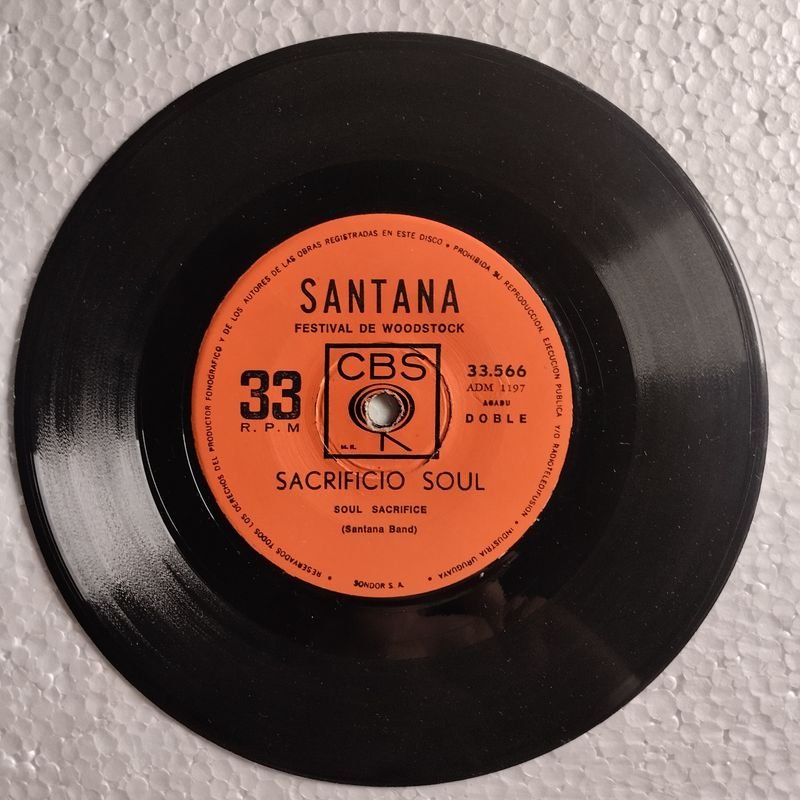 SANTANA
FESTIVAL DE WOODSTOCK
CBS
M. R.
33
R. P. M
33.566
ADM 1197
AGADU
DOBLE
SACRIFICIO SOUL
SOUL SACRIFICE
(Santana Band)
RESERVADOS TODOS LOS DERECHOS DEL PRODUCTOR FONOGRAFICO Y DE LOS AUTORES DE LAS OBRAS REGISTRADAS EN ESTE DISCO • PROHIBIDA SU REPRODUCCION, EJECUCION PUBLICA Y/O RADIOTELEDIFUSION • INDUSTRIA URUGUAYA •
SONDOR S. A. •